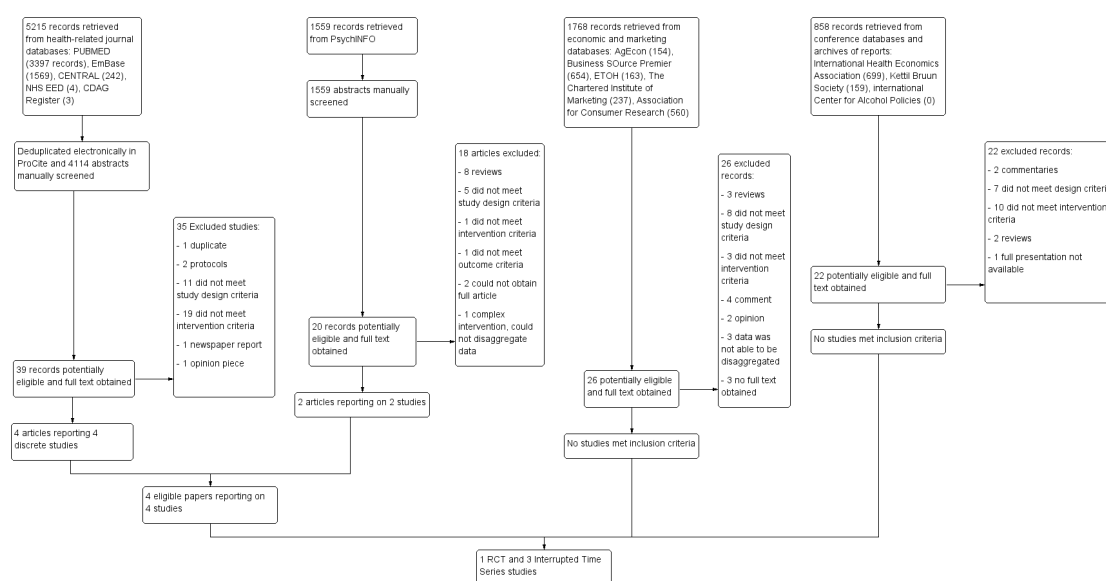 5215 records retrieved
from health-related journal
databases: PUBMED
(3397 records), EmBase
(1569), CENTRAL (242),
NHS EED (4), CDAG
Register (3)
Deduplicated electronically in
ProCite and 4114 abstracts
manually screened
35 Excluded studies:
- 1 duplicate
- 2 protocols
- 11 did not meet
study design criteria
- 19 did not meet
intervention criteria
- 1 newspaper report
- 1 opinion piece
39 records potentially
eligible and full text obtained
4 articles reporting 4
discrete studies
1559 records retrieved
from PsychINFO
1559 abstracts manually
screened
18 articles excluded:
- 8 reviews
- 5 did not meet
study design criteria
- 1 did not meet
intervention criteria
- 1 did not meet
outcome criteria
- 2 could not obtain
full article
- 1 complex
intervention, could
not disaggregate
data
20 records potentially
eligible and full text
obtained
2 articles reporting on 2 studies
4 eligible papers reporting on
4 studies
1768 records retrieved from
economic and marketing
databases: AgEcon (154),
Business SOurce Premier
(654), ETOH (163), The
Chartered Institute of
Marketing (237), Association
for Consumer Research (560)
26 excluded
records:
- 3 reviews
- 8 did not meet
study design
criteria
- 3 did not meet
intervention
criteria
- 4 comment
- 2 opinion
- 3 data was
not able to be
disaggregated
- 3 no full text
obtained
26 potentially eligible
and full text obtained
No studies met inclusion criteria
858 records retrieved from
conference databases and
archives of reports:
International Health Economics
Association (699), Kettil Bruun
Society (159), international
Center for Alcohol Policies (0)
22 excluded records:
- 2 commentaries
- 7 did not meet design criteria
- 10 did not meet intervention
criteria
- 2 reviews
- 1 full presentation not
available
22 potentially eligible and full
text obtained
No studies met inclusion criteria
1 RCT and 3 Interrupted Time
Series studies